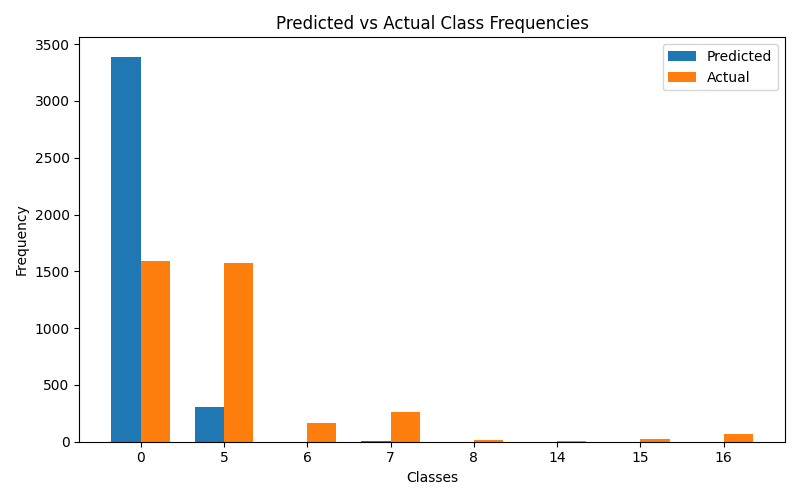 Predicted vs Actual Class Frequencies
Predicted
Actual
Frequency
3500
3000
2500
2000
1500
1000
500
0
0 5 6 7 8 14 15 16
Classes